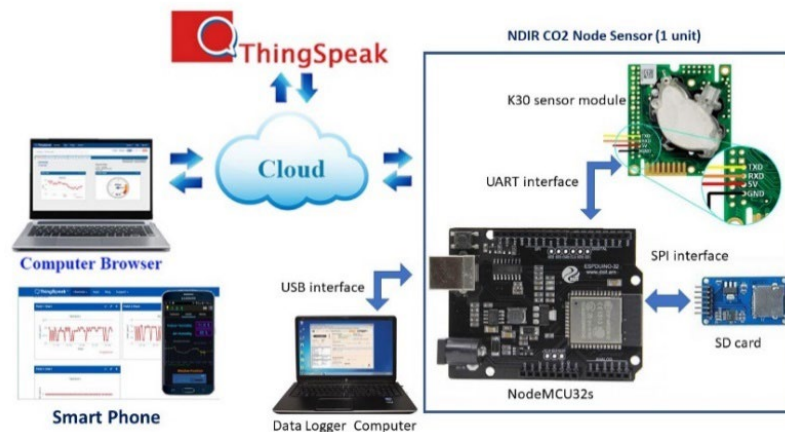 ThingSpeak
NDIR CO2 Node Sensor (1 unit)
K30 sensor module
TXD
RXD
5V
GND
Cloud
UART interface
Computer Browser
SPI interface
USB interface
ThingSpeak
SD card
NodeMCU32s
Smart Phone
Data Logger Computer